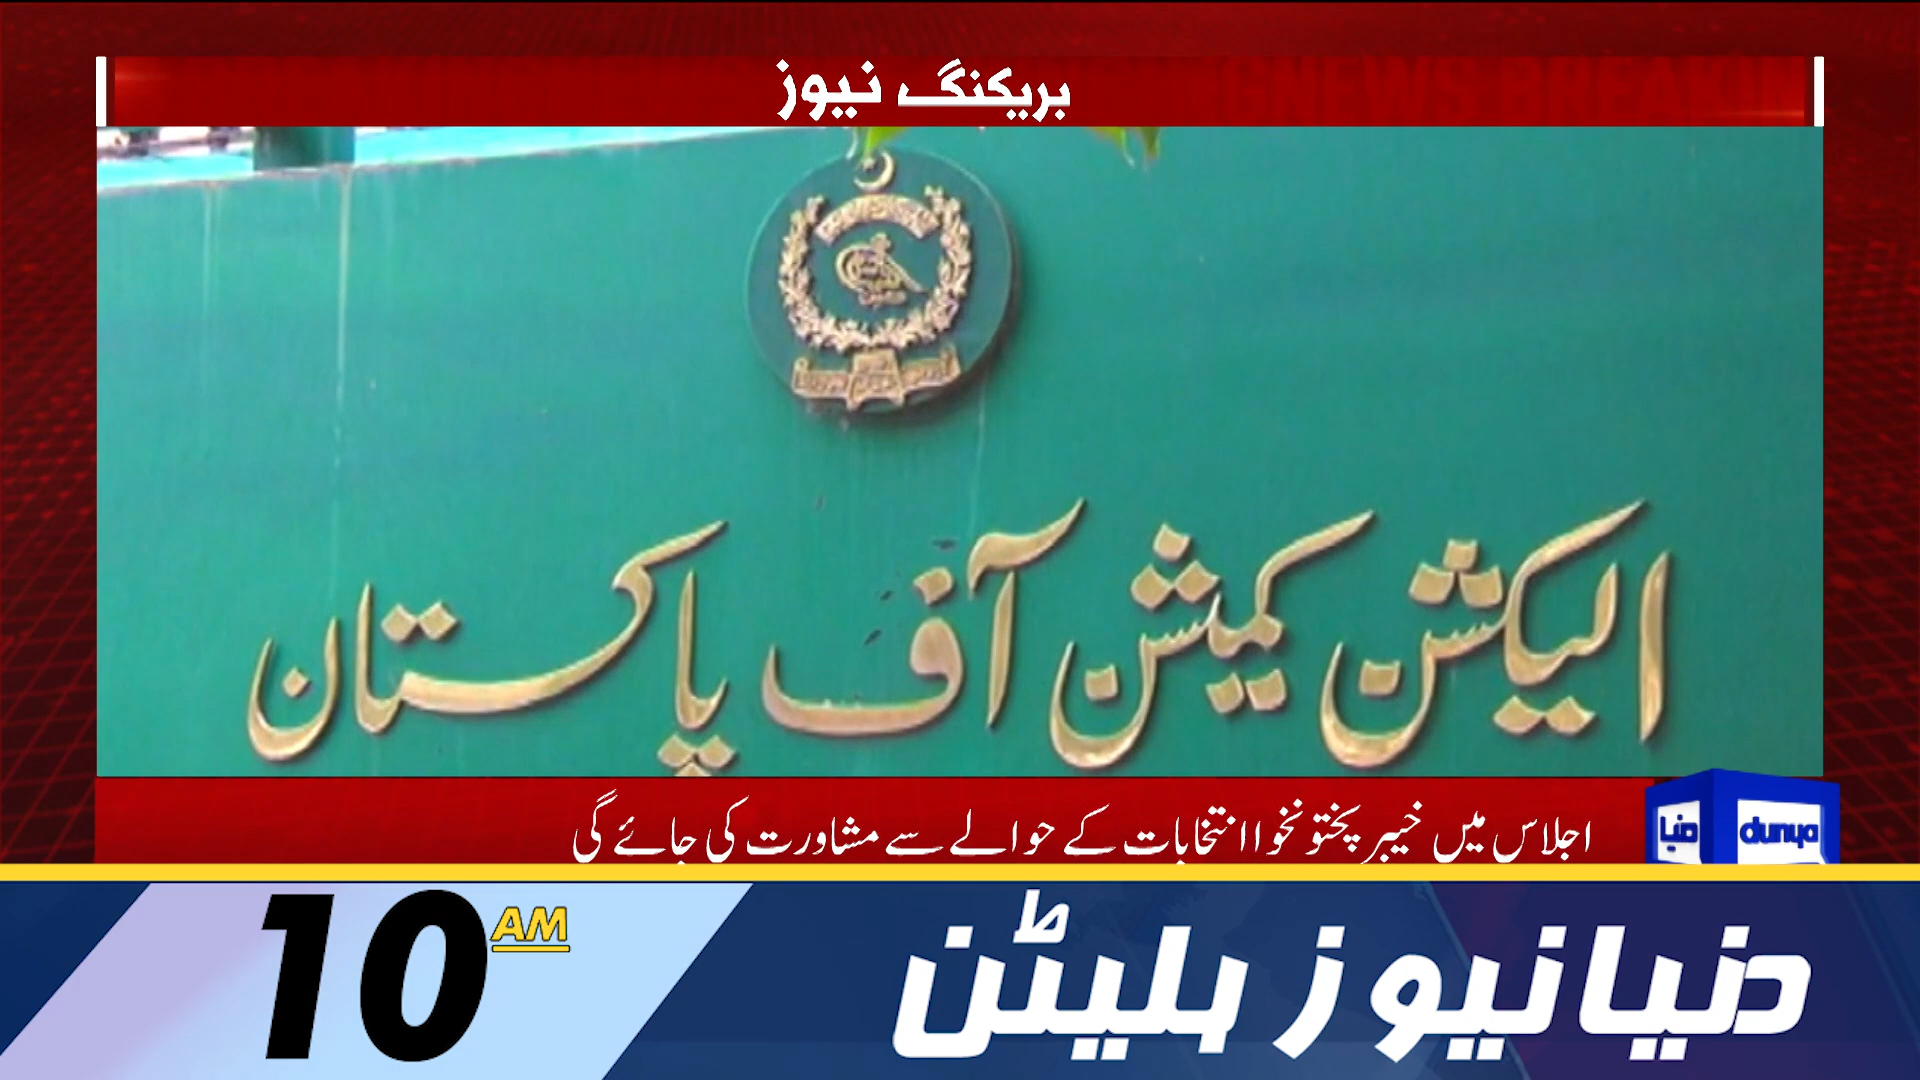 بریکنگ نیوز
الیکشن کمیشن آف پاکستان
اجلاس میں خیبر پختونخوا انتخابات کے حوالے سے مشاورت کی جائے گی
دنیا dunya
10 AM
دنیا نیوز بلیٹن